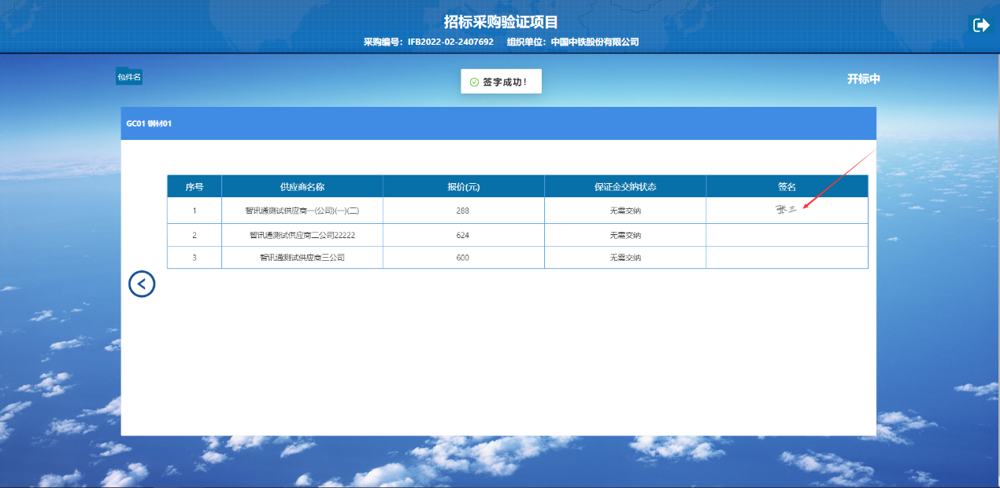 招标采购验证项目
采购编号：IFB2022-02-2407692 组织单位：中国中铁股份有限公司
包件名
签字成功！
开标中
GC01 钢材01
序号 供应商名称 报价(元) 保证金交纳状态 签名
1 智讯通测试供应商一(公司)(一)(二) 288 无需交纳 张三
2 智讯通测试供应商二公司22222 624 无需交纳
3 智讯通测试供应商三公司 600 无需交纳